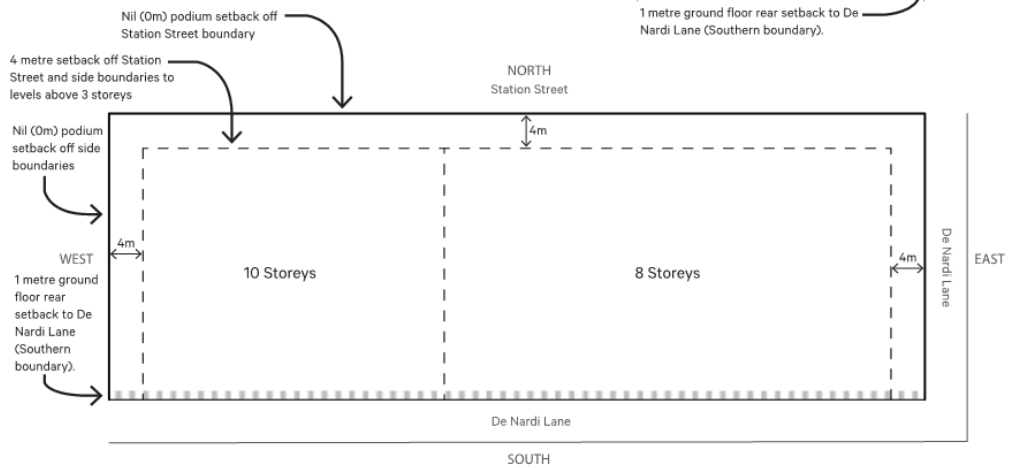 Nil (0m) podium setback off
Station Street boundary
1 metre ground floor rear setback to De
Nardi Lane (Southern boundary).
4 metre setback off Station
Street and side boundaries to
levels above 3 storeys
NORTH
Station Street
Nil (0m) podium
setback off side
boundaries
4m
4m
WEST
10 Storeys
8 Storeys
4m
De Nardi Lane
EAST
1 metre ground
floor rear
setback to De
Nardi Lane
(Southern
boundary).
De Nardi Lane
SOUTH